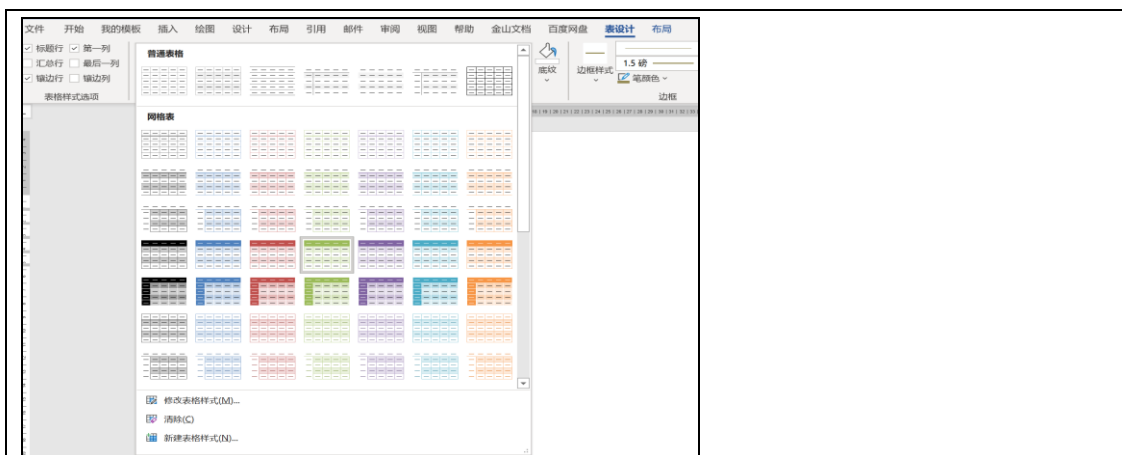 文件 开始 我的模板 插入 绘图 设计 布局 引用 邮件 审阅 视图 帮助 金山文档 百度网盘 表设计 布局
标题行 第一列
汇总行 最后一列
镶边行 镶边列
表格样式选项
普通表格
网格表
修改表格样式(M)...
清除(C)
新建表格样式(N)...
底纹
边框样式
1.5 磅
笔颜色
边框